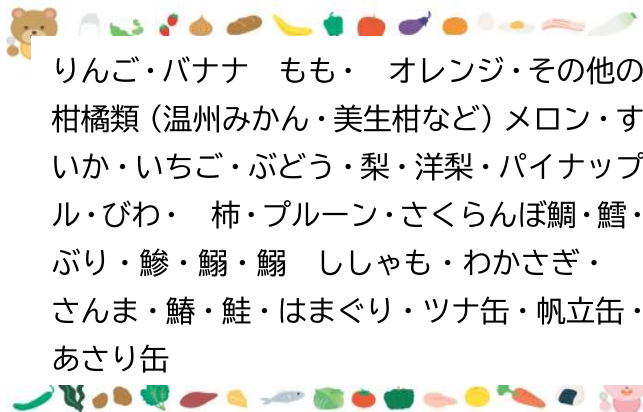 りんご・バナナ　もも・　オレンジ・その他の
柑橘類（温州みかん・美生柑など）メロン・す
いか・いちご・ぶどう・梨・洋梨・パイナップ
ル・びわ・　柿・プルーン・さくらんぼ鯛・鱈・
ぶり・鰺・鰯・鰯　ししゃも・わかさぎ・
さんま・鰆・鮭・はまぐり・ツナ缶・帆立缶・
あさり缶